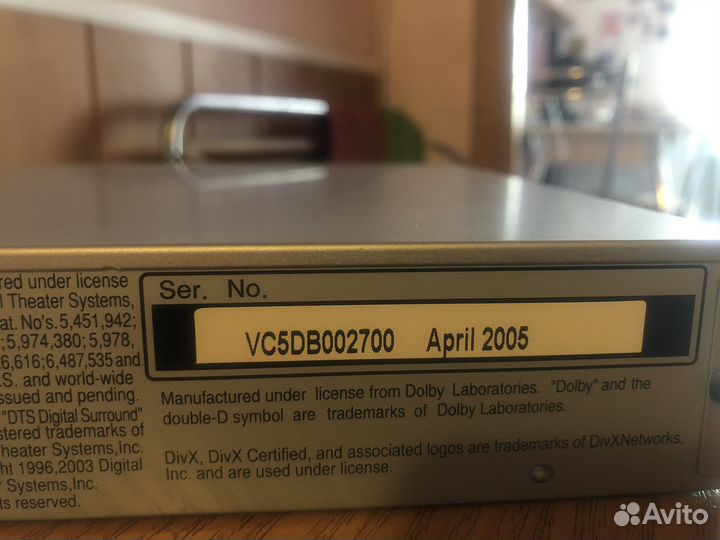 red under license
l Theater Systems,
at. No's. 5,451,942;
; 5,974,380; 5,978,
6,616; 6,487,535 and
.S. and world-wide
ssued and pending.
"DTS Digital Surround"
stered trademarks of
heater Systems, Inc.
ht 1996, 2003 Digital
r Systems, Inc.
ts reserved.
Ser. No.
VC5DB002700 April 2005
Manufactured under license from Dolby Laboratories. "Dolby" and the
double-D symbol are trademarks of Dolby Laboratories.
DivX, DivX Certified, and associated logos are trademarks of DivXNetworks,
Inc. and are used under license.
Avito